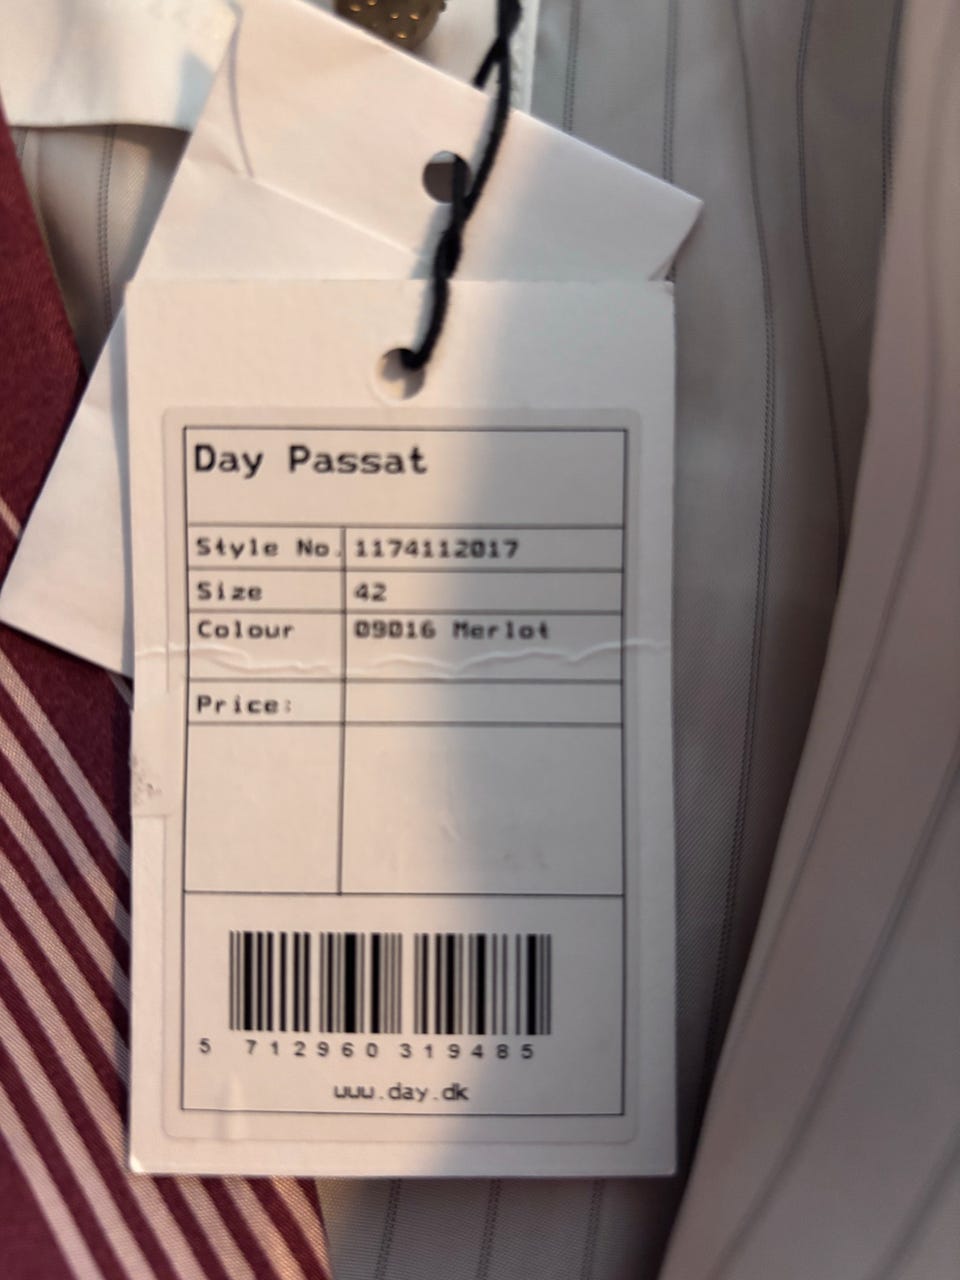 Day Passat
Style No. 1174112017
Size 42
Colour 09016 Merlot
Price:
5 712960 319485
www.day.dk